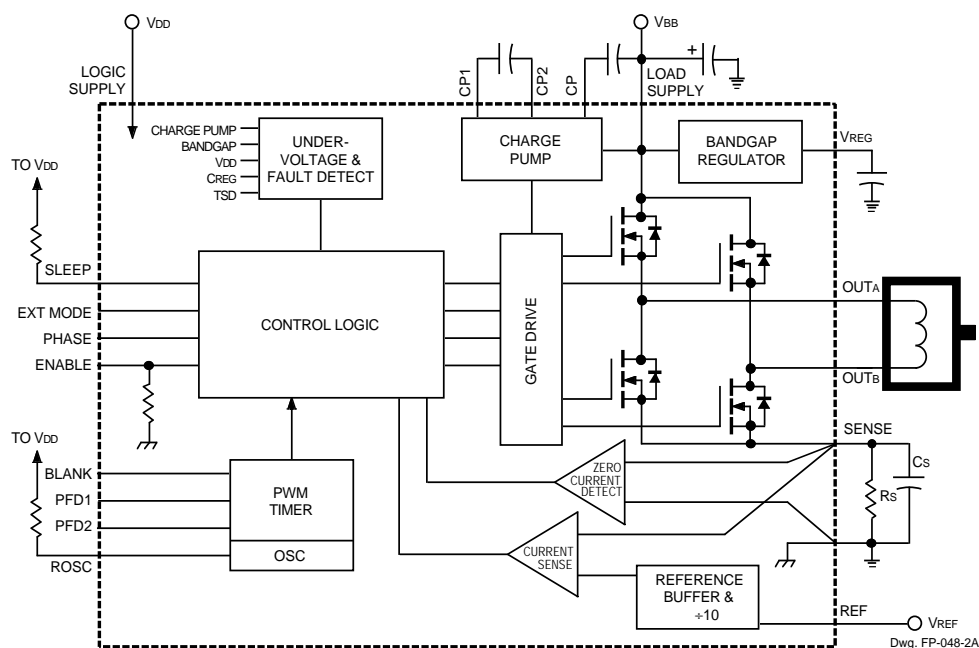 VDD
VBB
LOGIC
SUPPLY
CP1
CP2
CP
LOAD
SUPPLY
+
CHARGE PUMP
BANDGAP
VDD
CREG
TSD
UNDER-
VOLTAGE &
FAULT DETECT
CHARGE
PUMP
BANDGAP
REGULATOR
VREG
TO VDD
SLEEP
EXT MODE
PHASE
ENABLE
CONTROL LOGIC
GATE DRIVE
OUTA
OUTB
SENSE
TO VDD
BLANK
PFD1
PFD2
ROSC
PWM
TIMER
OSC
ZERO
CURRENT
DETECT
CURRENT
SENSE
RS
CS
REFERENCE
BUFFER &
÷10
REF
VREF
Dwg. FP-048-2A